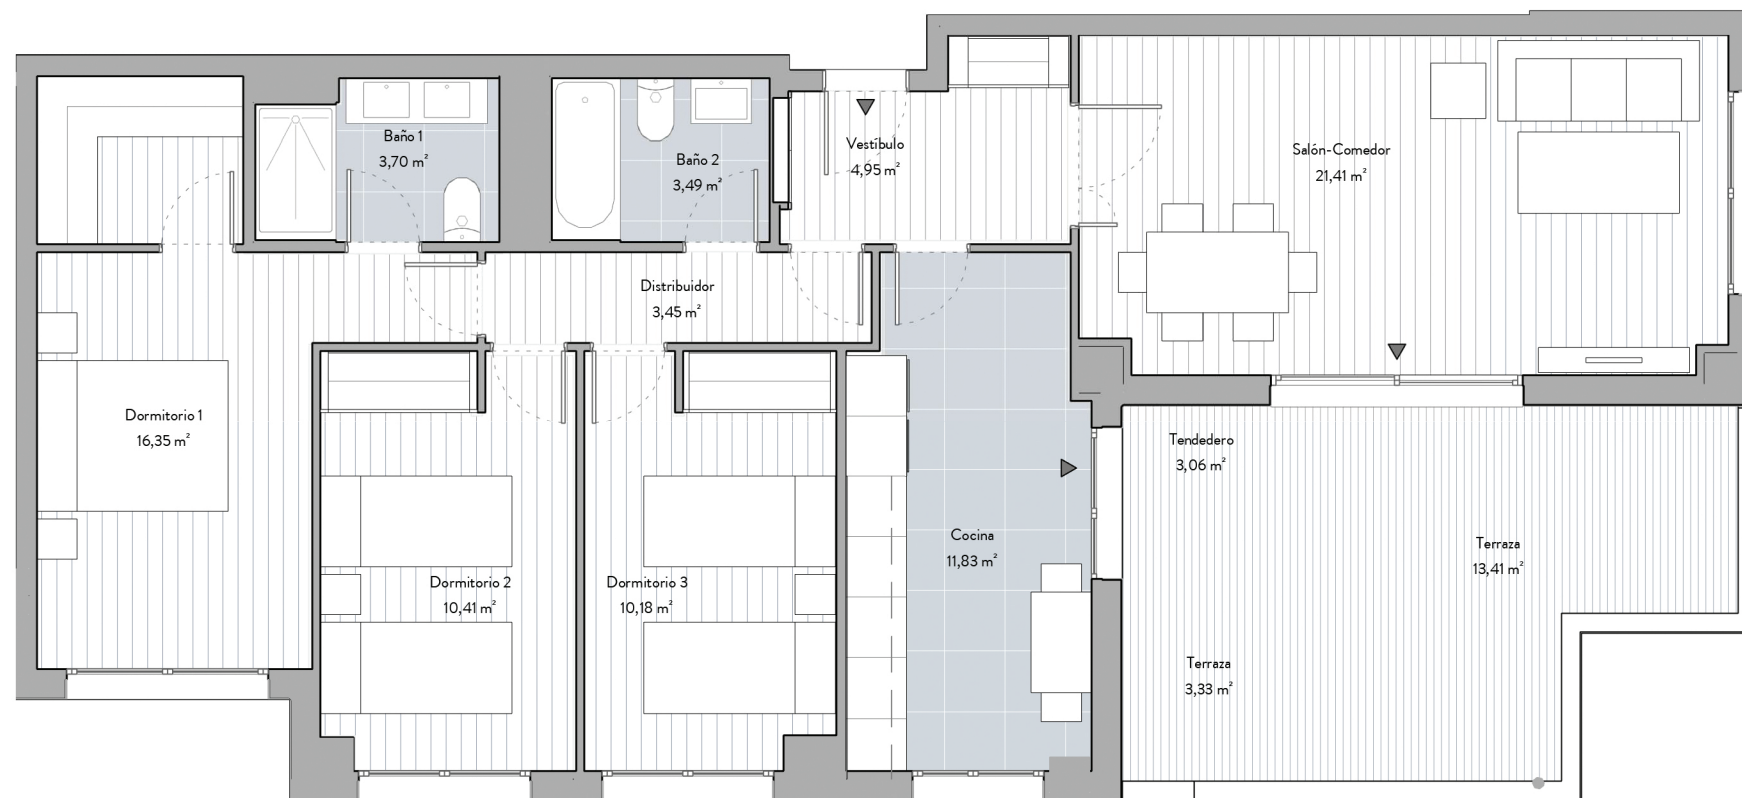 Baño 1
3,70 m²
Baño 2
3,49 m²
Vestíbulo
4,95 m²
Salón-Comedor
21,41 m²
Distribuidor
3,45 m²
Dormitorio 1
16,35 m²
Tendedero
3,06 m²
Cocina
11,83 m²
Terraza
13,41 m²
Dormitorio 2
10,41 m²
Dormitorio 3
10,18 m²
Terraza
3,33 m²